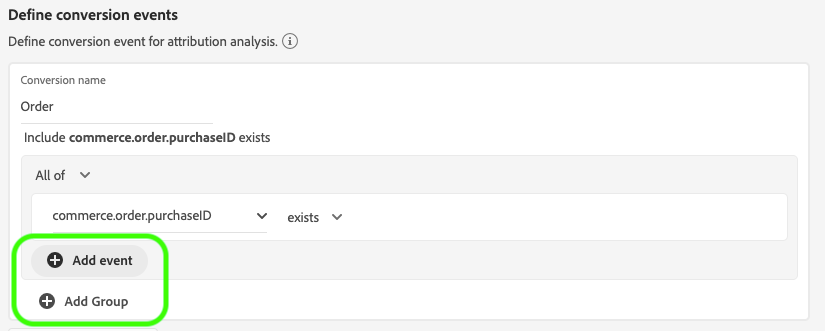 Define conversion events
Define conversion event for attribution analysis.
Conversion name
Order
Include commerce.order.purchaseID exists
All of
commerce.order.purchaseID exists
Add event
Add Group